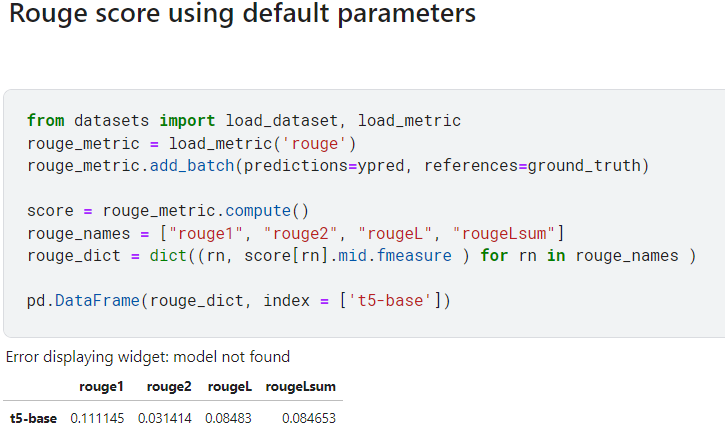 Rouge score using default parameters
from datasets import load_dataset, load_metric
rouge_metric = load_metric('rouge')
rouge_metric.add_batch(predictions=ypred, references=ground_truth)
score = rouge_metric.compute()
rouge_names = ["rouge1", "rouge2", "rougeL", "rougeLsum"]
rouge_dict = dict((rn, score[rn].mid.fmeasure ) for rn in rouge_names )
pd.DataFrame(rouge_dict, index = ['t5-base'])
Error displaying widget: model not found
rouge1 rouge2 rougeL rougeLsum
t5-base 0.111145 0.031414 0.08483 0.084653